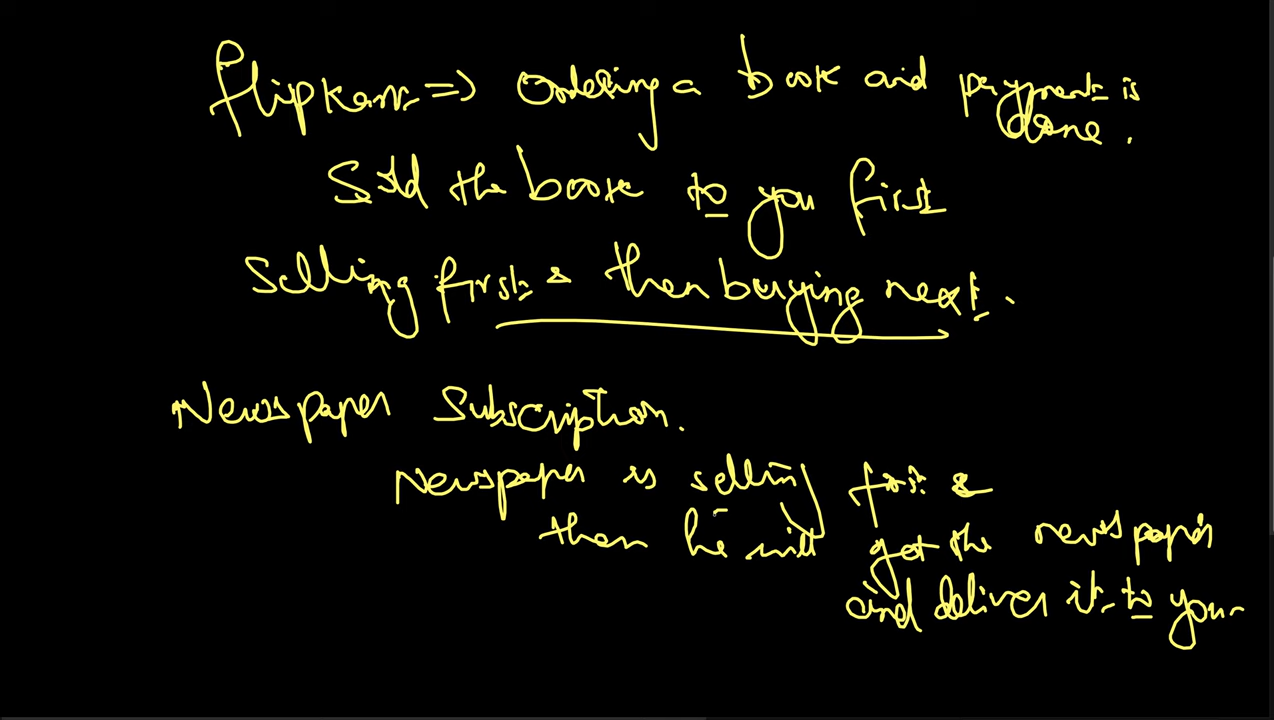 flipkart => Ordering a book and payment is
done.
Sold the book to you first
Selling first & then buying next.
Newspaper Subscription.
Newspaper is selling first &
then he will get the newspaper
and deliver it to you.